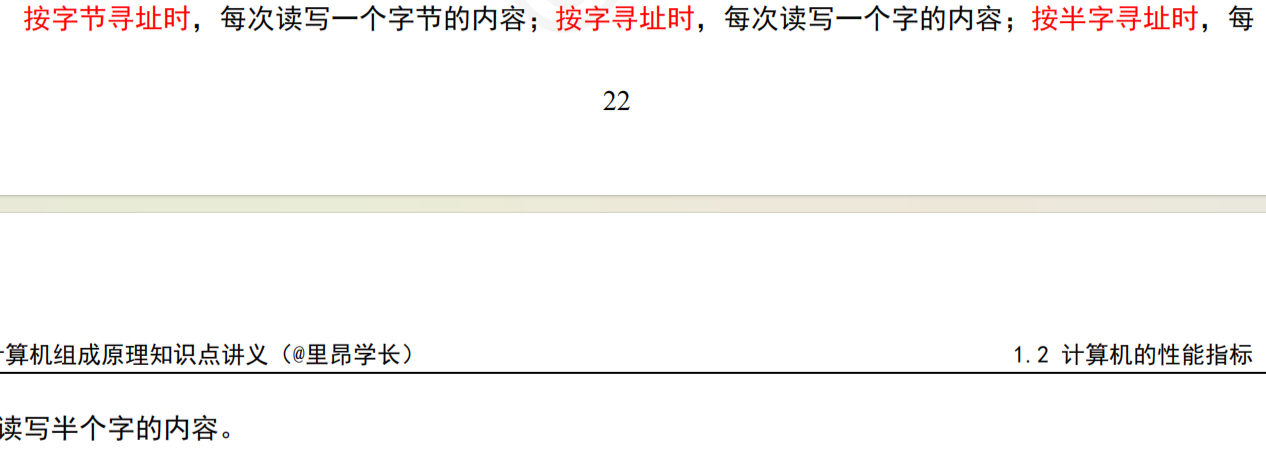 按字节寻址时，每次读写一个字节的内容；按字寻址时，每次读写一个字的内容；按半字寻址时，每
22
算机组成原理知识点讲义（@里昂学长）
1.2 计算机的性能指标
读写半个字的内容。